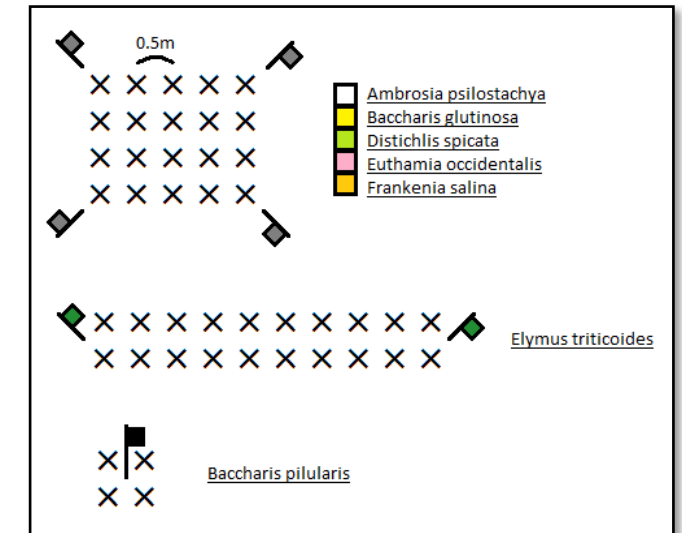 0.5m
Ambrosia psilostachya
Baccharis glutinosa
Distichlis spicata
Euthamia occidentalis
Frankenia salina
Elymus triticoides
Baccharis pilularis